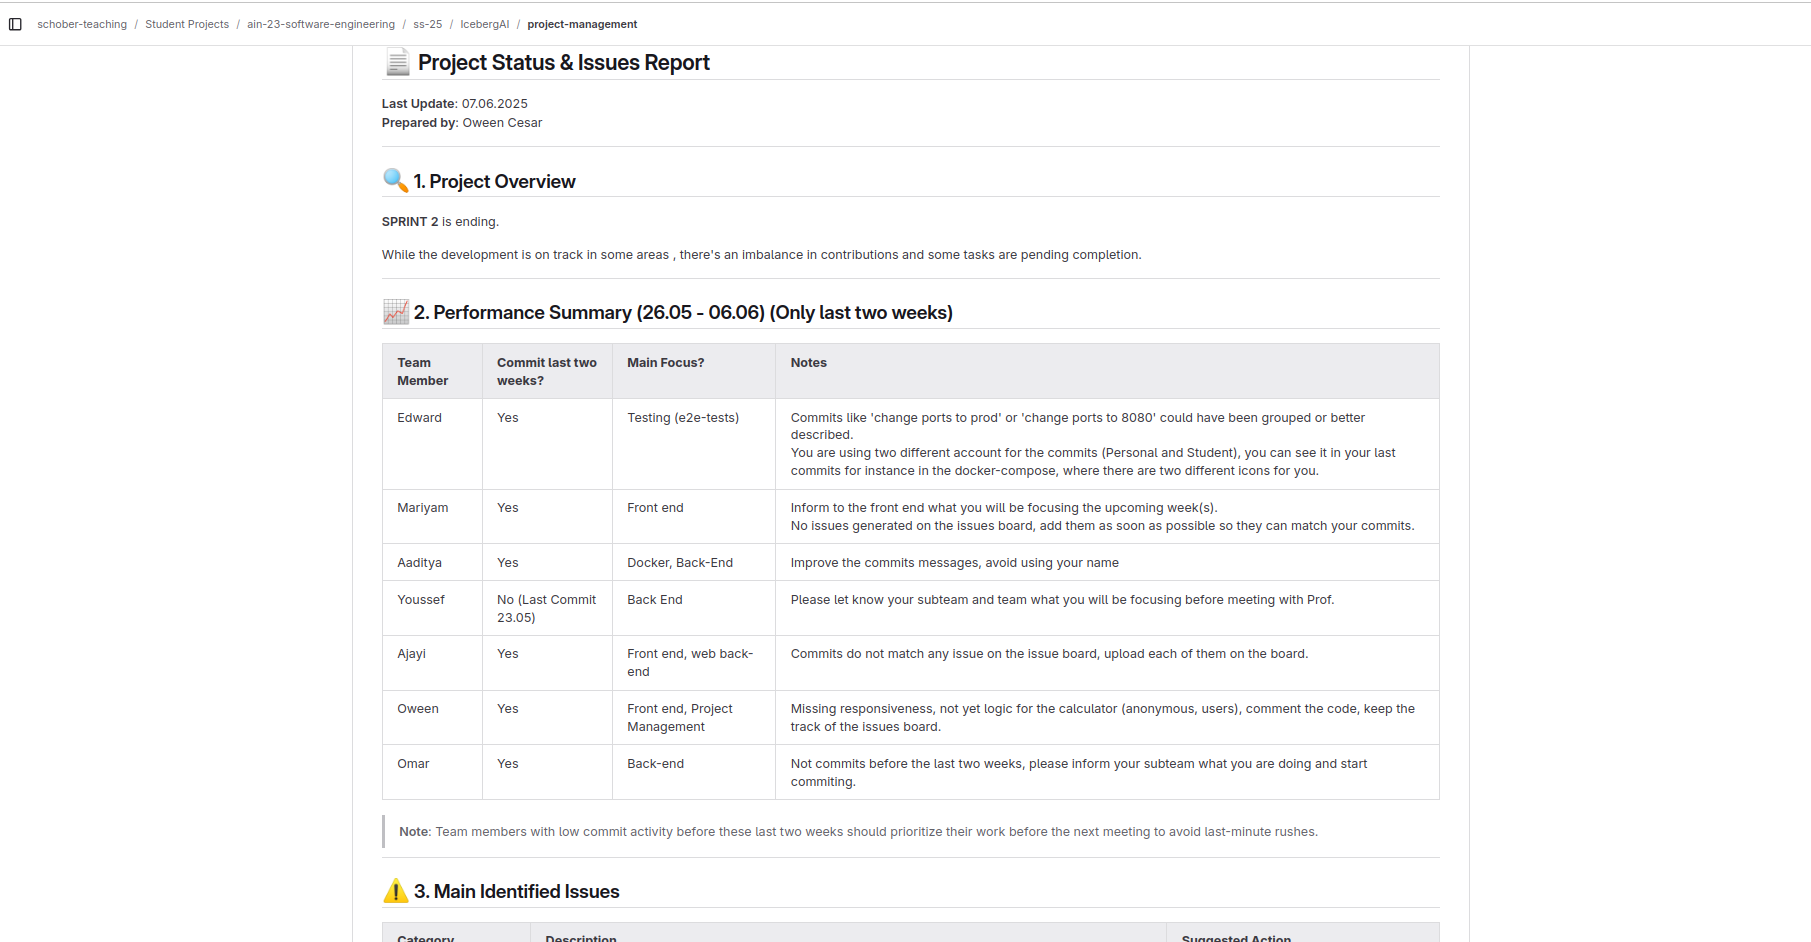 schober-teaching / Student Projects / ain-23-software-engineering / ss-25 / IcebergAI / project-management
Project Status & Issues Report
Last Update: 07.06.2025
Prepared by: Oween Cesar
1. Project Overview
SPRINT 2 is ending.
While the development is on track in some areas , there's an imbalance in contributions and some tasks are pending completion.
2. Performance Summary (26.05 - 06.06) (Only last two weeks)
Team Member
Commit last two weeks?
Main Focus?
Notes
Edward
Yes
Testing (e2e-tests)
Commits like 'change ports to prod' or 'change ports to 8080' could have been grouped or better
described.
You are using two different account for the commits (Personal and Student), you can see it in your last
commits for instance in the docker-compose, where there are two different icons for you.
Mariyam
Yes
Front end
Inform to the front end what you will be focusing the upcoming week(s).
No issues generated on the issues board, add them as soon as possible so they can match your commits.
Aaditya
Yes
Docker, Back-End
Improve the commits messages, avoid using your name
Youssef
No (Last Commit
23.05)
Back End
Please let know your subteam and team what you will be focusing before meeting with Prof.
Ajayi
Yes
Front end, web back-
end
Commits do not match any issue on the issue board, upload each of them on the board.
Oween
Yes
Front end, Project
Management
Missing responsiveness, not yet logic for the calculator (anonymous, users), comment the code, keep the
track of the issues board.
Omar
Yes
Back-end
Not commits before the last two weeks, please inform your subteam what you are doing and start
commiting.
Note: Team members with low commit activity before these last two weeks should prioritize their work before the next meeting to avoid last-minute rushes.
3. Main Identified Issues
Category
Description
Suggested Action